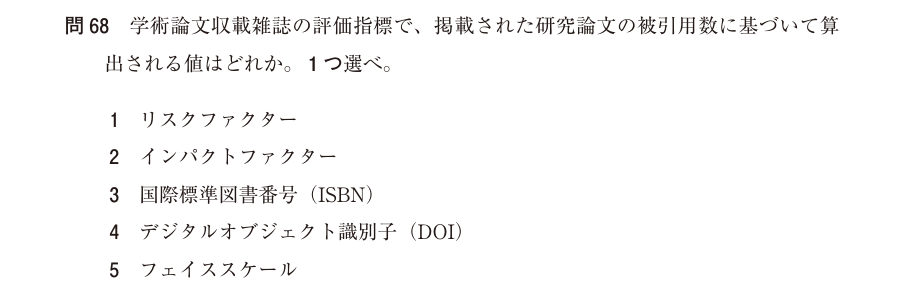 問 68　学術論文収載雑誌の評価指標で、掲載された研究論文の被引用数に基づいて算
出される値はどれか。1つ選べ。
1　リスクファクター
2　インパクトファクター
3　国際標準図書番号（ISBN）
4　デジタルオブジェクト識別子（DOI）
5　フェイススケール